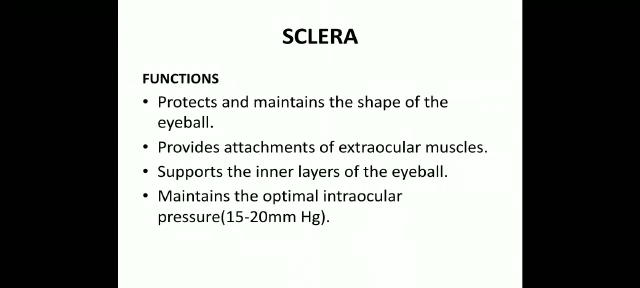 SCLERA
FUNCTIONS
• Protects and maintains the shape of the
eyeball.
• Provides attachments of extraocular muscles.
• Supports the inner layers of the eyeball.
• Maintains the optimal intraocular
pressure(15-20mm Hg).